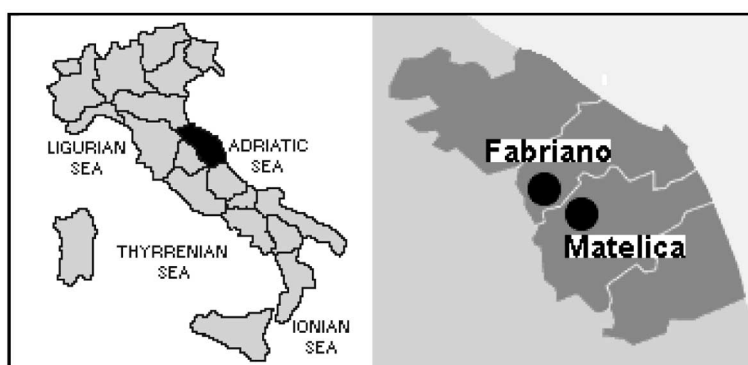 LIGURIAN
SEA
ADRIATIC
SEA
THYRRENIAN
SEA
IONIAN
SEA
Fabriano
Matelica